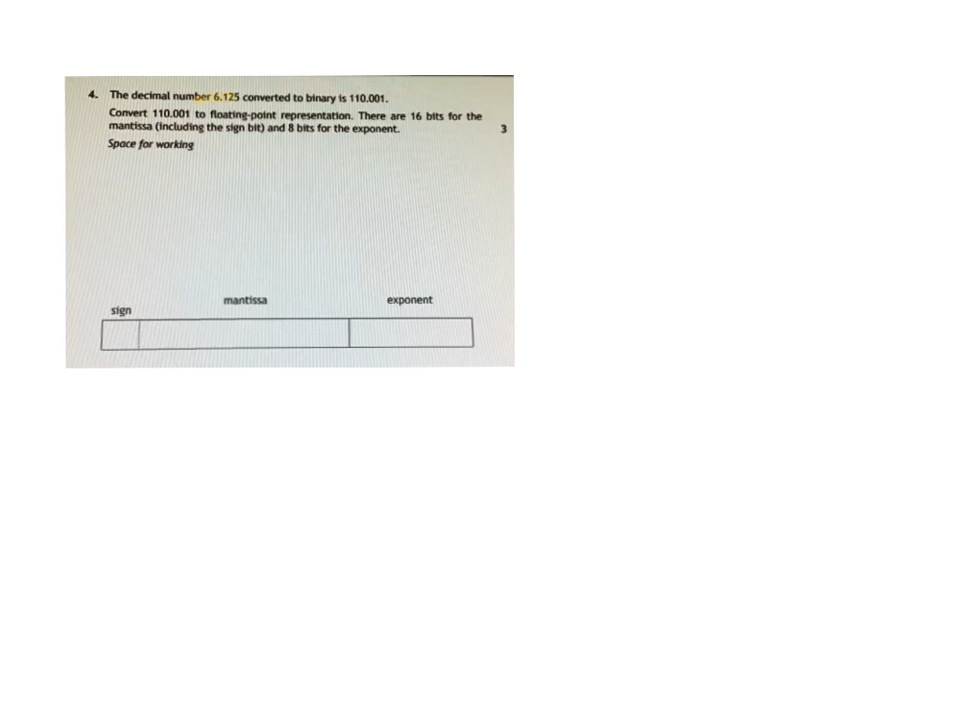 4. The decimal number 6.125 converted to binary is 110.001.
Convert 110.001 to floating-point representation. There are 16 bits for the
mantissa (including the sign bit) and 8 bits for the exponent. 3
Space for working
mantissa exponent
sign